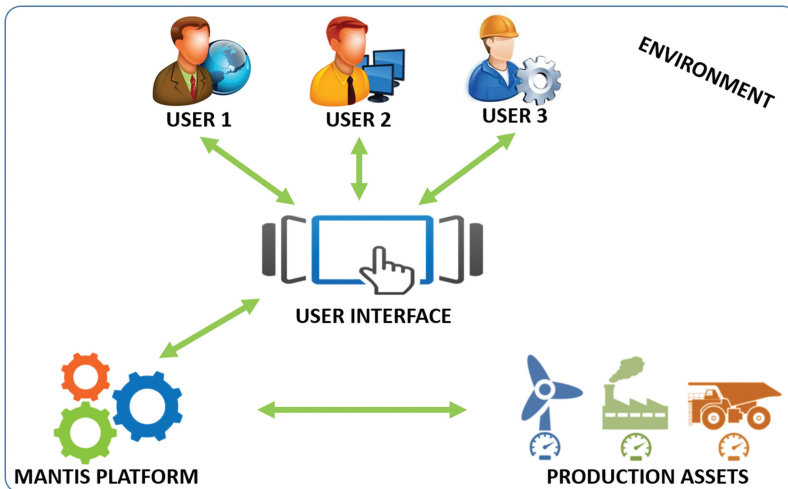 USER 1
USER 2
USER 3
ENVIRONMENT
USER INTERFACE
MANTIS PLATFORM
PRODUCTION ASSETS